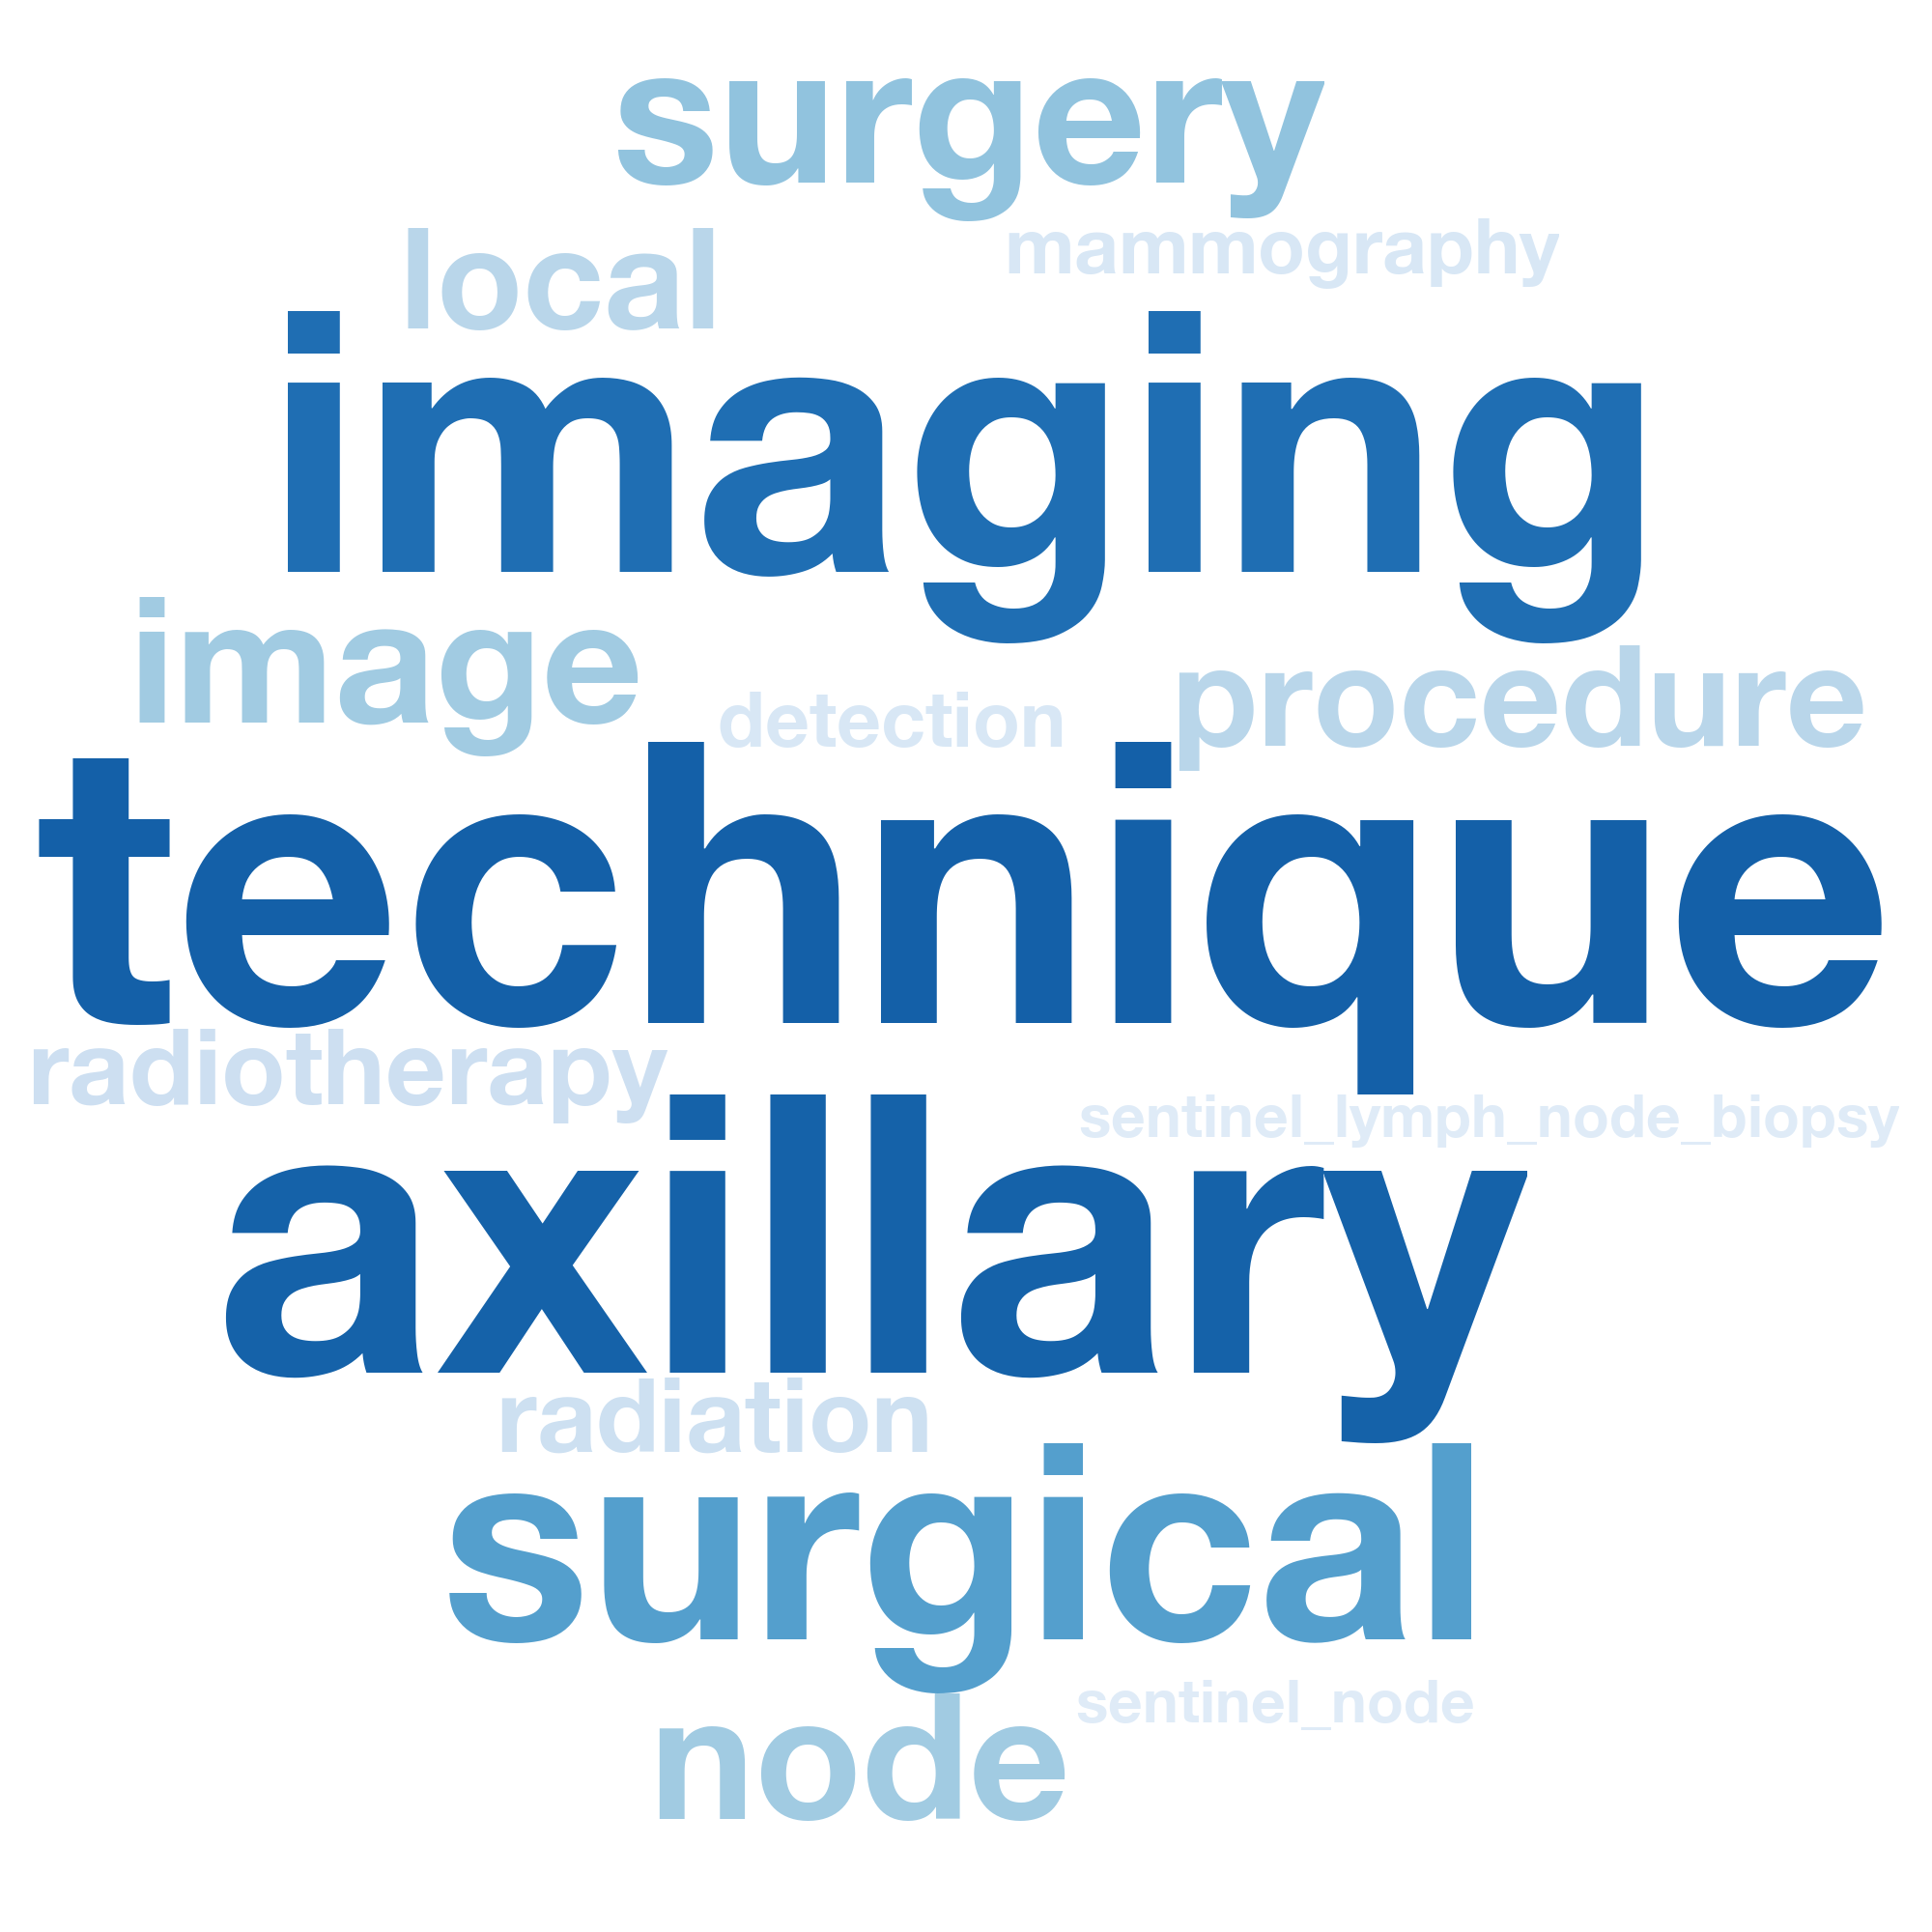 surgery
local
mammography
imaging
image
detection
procedure
technique
radiotherapy
sentinel_lymph_node_biopsy
axillary
radiation
surgical
sentinel_node
node